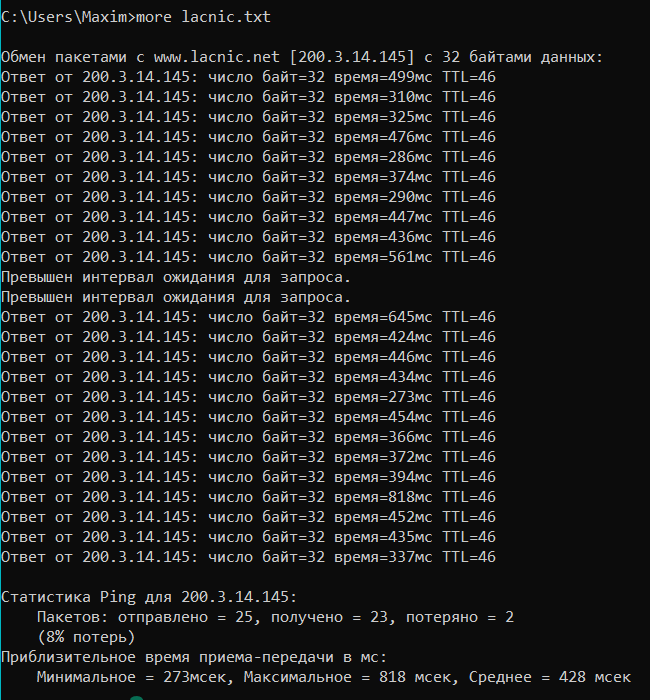 C:\Users\Maxim>more lacnic.txt
Обмен пакетами с www.lacnic.net [200.3.14.145] с 32 байтами данных:
Ответ от 200.3.14.145: число байт=32 время=499мс TTL=46
Ответ от 200.3.14.145: число байт=32 время=310мс TTL=46
Ответ от 200.3.14.145: число байт=32 время=325мс TTL=46
Ответ от 200.3.14.145: число байт=32 время=476мс TTL=46
Ответ от 200.3.14.145: число байт=32 время=286мс TTL=46
Ответ от 200.3.14.145: число байт=32 время=374мс TTL=46
Ответ от 200.3.14.145: число байт=32 время=290мс TTL=46
Ответ от 200.3.14.145: число байт=32 время=447мс TTL=46
Ответ от 200.3.14.145: число байт=32 время=436мс TTL=46
Ответ от 200.3.14.145: число байт=32 время=561мс TTL=46
Превышен интервал ожидания для запроса.
Превышен интервал ожидания для запроса.
Ответ от 200.3.14.145: число байт=32 время=645мс TTL=46
Ответ от 200.3.14.145: число байт=32 время=424мс TTL=46
Ответ от 200.3.14.145: число байт=32 время=446мс TTL=46
Ответ от 200.3.14.145: число байт=32 время=434мс TTL=46
Ответ от 200.3.14.145: число байт=32 время=273мс TTL=46
Ответ от 200.3.14.145: число байт=32 время=454мс TTL=46
Ответ от 200.3.14.145: число байт=32 время=366мс TTL=46
Ответ от 200.3.14.145: число байт=32 время=372мс TTL=46
Ответ от 200.3.14.145: число байт=32 время=394мс TTL=46
Ответ от 200.3.14.145: число байт=32 время=818мс TTL=46
Ответ от 200.3.14.145: число байт=32 время=452мс TTL=46
Ответ от 200.3.14.145: число байт=32 время=435мс TTL=46
Ответ от 200.3.14.145: число байт=32 время=337мс TTL=46
Статистика Ping для 200.3.14.145:
Пакетов: отправлено = 25, получено = 23, потеряно = 2
(8% потерь)
Приблизительное время приема-передачи в мс:
Минимальное = 273мсек, Максимальное = 818 мсек, Среднее = 428 мсек